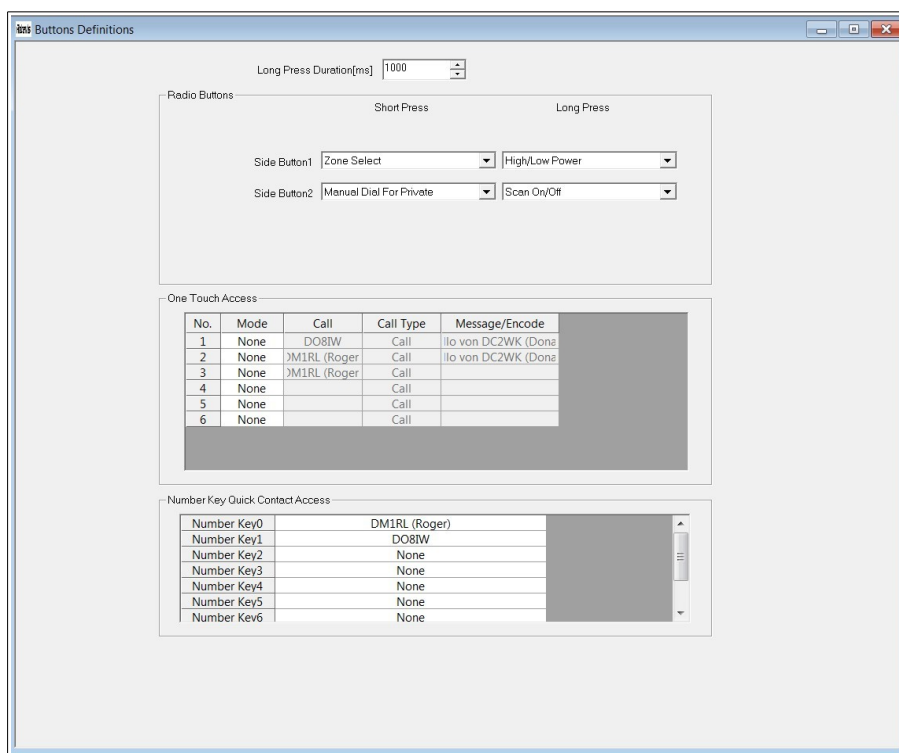 Buttons Definitions
Long Press Duration[ms] 1000
Radio Buttons
Short Press Long Press
Side Button1 Zone Select High/Low Power
Side Button2 Manual Dial For Private Scan On/Off
One Touch Access
No. Mode Call Call Type Message/Encode
1 None DO8IW Call llo von DC2WK (Dona
2 None DM1RL (Roger Call llo von DC2WK (Dona
3 None DM1RL (Roger Call
4 None Call
5 None Call
6 None Call
Number Key Quick Contact Access
Number Key0 DM1RL (Roger)
Number Key1 DO8IW
Number Key2 None
Number Key3 None
Number Key4 None
Number Key5 None
Number Key6 None